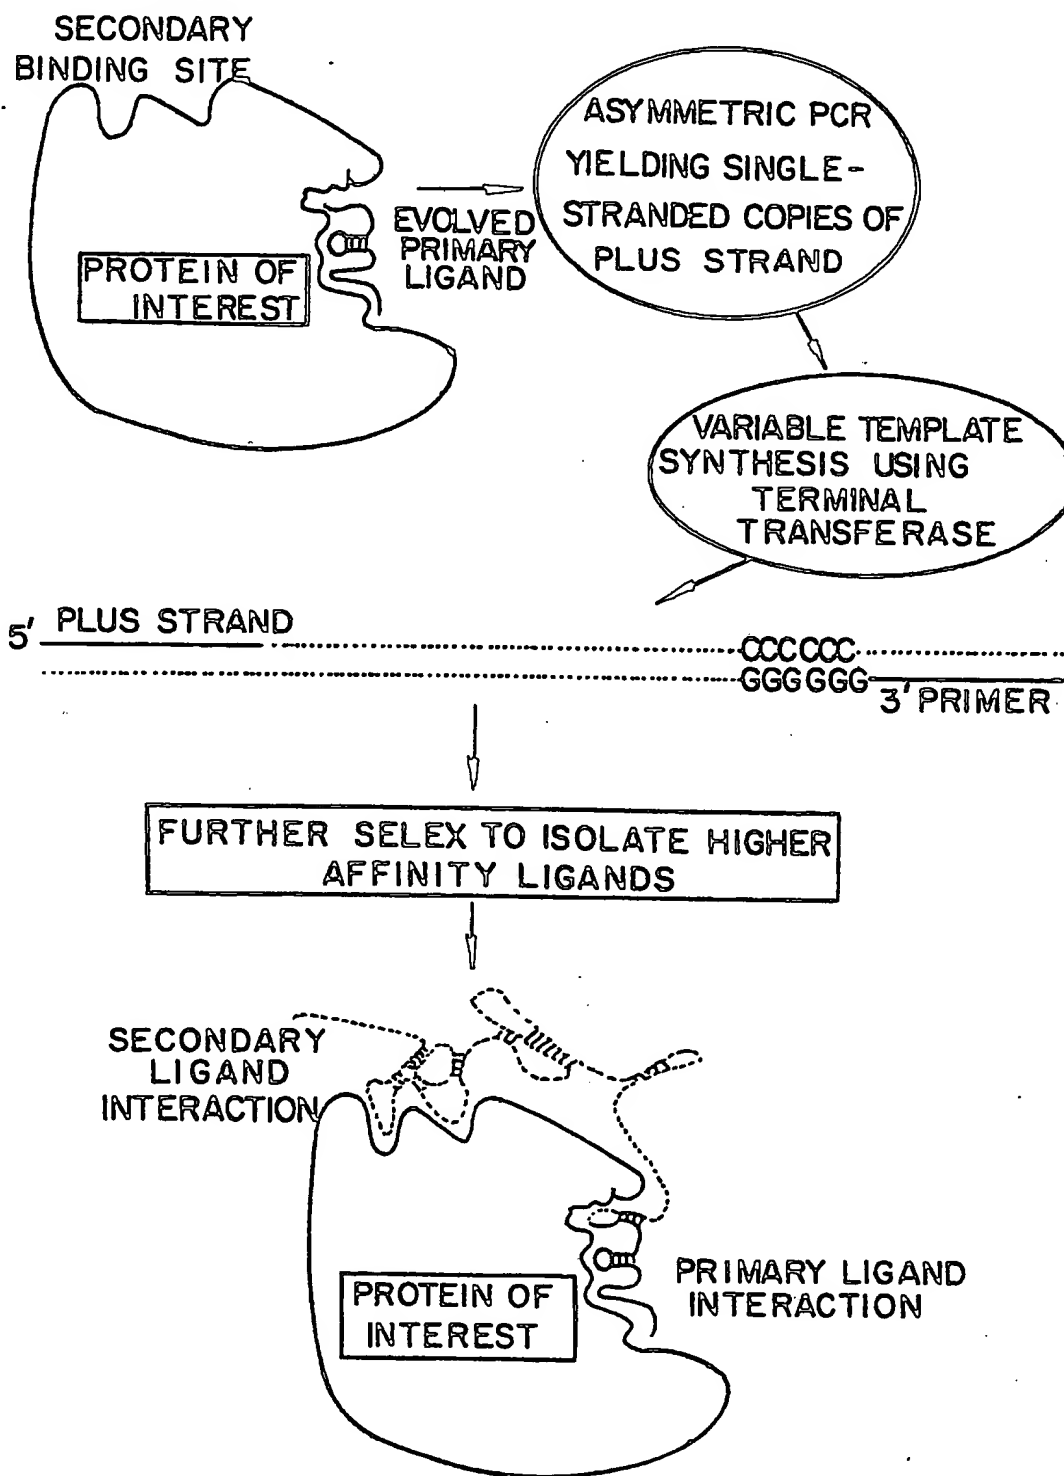 SECONDARY
BINDING SITE
ASYMMETRIC PCR
YIELDING SINGLE-
STRANDED COPIES OF
PLUS STRAND
EVOLVED
PRIMARY
LIGAND
PROTEIN OF
INTEREST
VARIABLE TEMPLATE
SYNTHESIS USING
TERMINAL
TRANSFERASE
5' PLUS STRAND
CCCCCC
GGGGGG
3' PRIMER
FURTHER SELEX TO ISOLATE HIGHER
AFFINITY LIGANDS
SECONDARY
LIGAND
INTERACTION
PROTEIN OF
INTEREST
PRIMARY LIGAND
INTERACTION